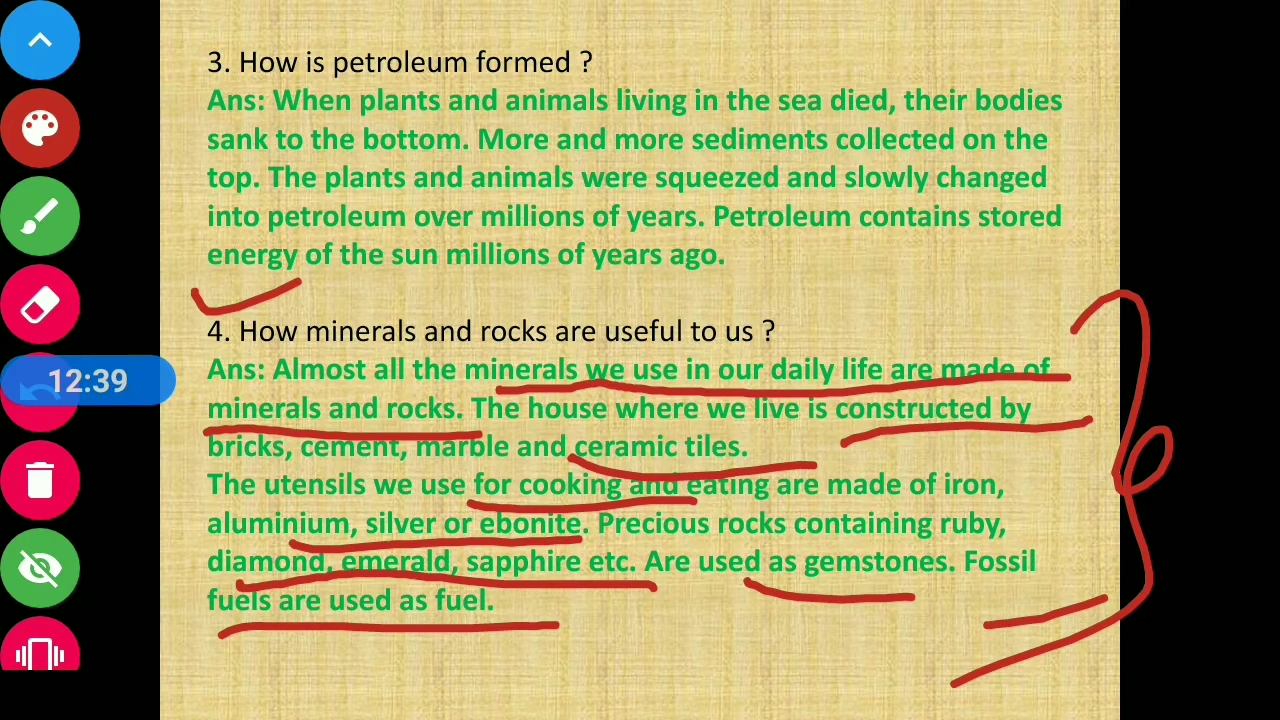 3. How is petroleum formed ?
Ans: When plants and animals living in the sea died, their bodies
sank to the bottom. More and more sediments collected on the
top. The plants and animals were squeezed and slowly changed
into petroleum over millions of years. Petroleum contains stored
energy of the sun millions of years ago.
4. How minerals and rocks are useful to us ?
12:39
Ans: Almost all the minerals we use in our daily life are made of
minerals and rocks. The house where we live is constructed by
bricks, cement, marble and ceramic tiles.
The utensils we use for cooking and eating are made of iron,
aluminium, silver or ebonite. Precious rocks containing ruby,
diamond, emerald, sapphire etc. Are used as gemstones. Fossil
fuels are used as fuel.